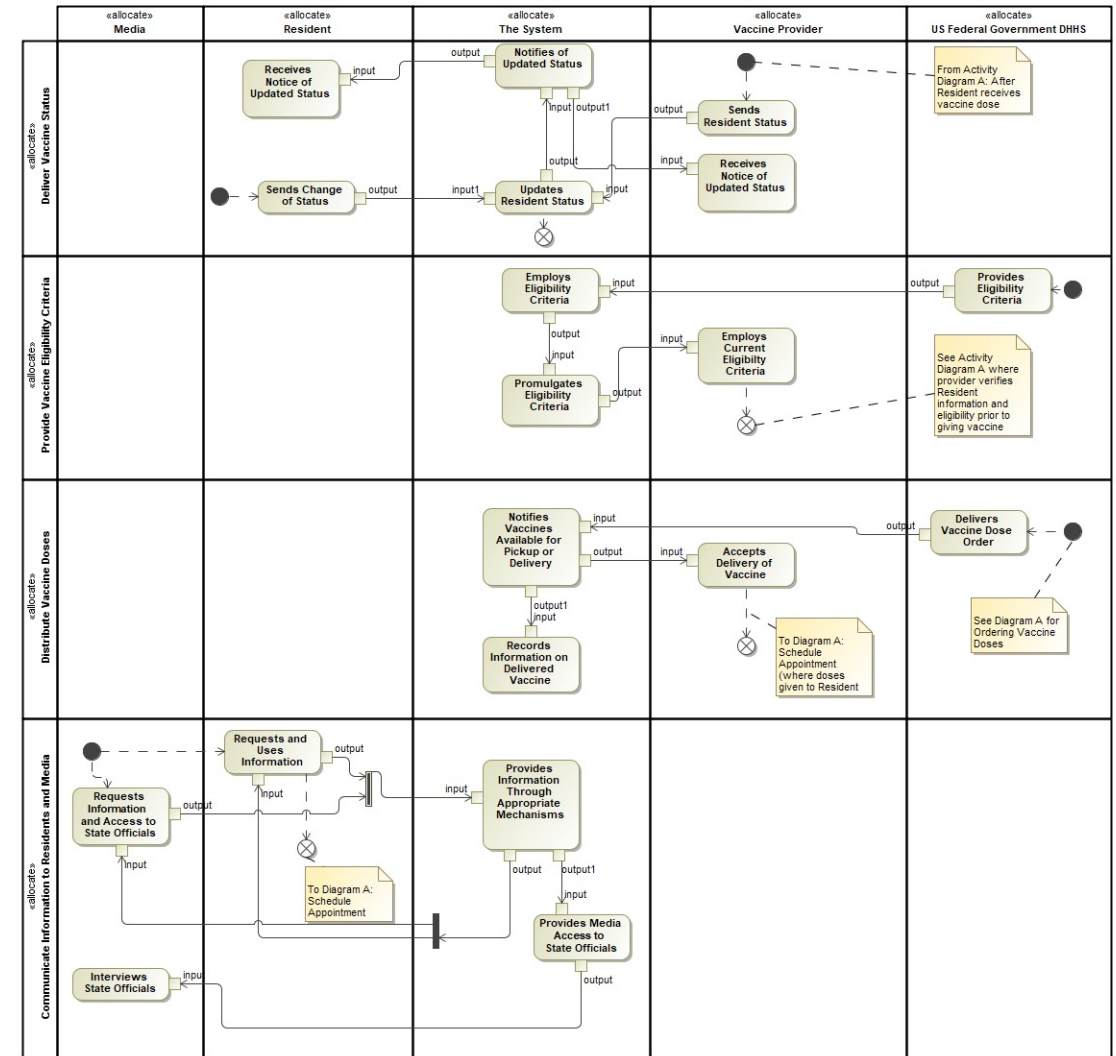 «allocate»
Media
«allocate»
Resident
«allocate»
The System
«allocate»
Vaccine Provider
«allocate»
US Federal Government DHHS
«allocate»
Deliver Vaccine Status
Receives
Notice of
Updated Status
input
output
Notifies of
Updated Status
input
output1
output
Sends
Resident Status
From Activity
Diagram A: After
Resident receives
vaccine dose
output
input
Receives
Notice of
Updated Status
Sends Change
of Status
output
input1
Updates
Resident Status
input
«allocate»
Provide Vaccine Eligibility Criteria
Employs
Eligibility
Criteria
input
output
Provides
Eligibility
Criteria
output
input
Promulgates
Eligibility
Criteria
output
input
Employs
Current
Eligibilty
Criteria
See Activity
Diagram A where
provider verifies
Resident
information and
eligibility prior to
giving vaccine
«allocate»
Distribute Vaccine Doses
Notifies
Vaccines
Available for
Pickup or
Delivery
input
output
Delivers
Vaccine Dose
Order
output
input
Accepts
Delivery of
Vaccine
output1
input
Records
Information on
Delivered
Vaccine
To Diagram A:
Schedule
Appointment
(where doses
given to Resident
See Diagram A for
Ordering Vaccine
Doses
«allocate»
Communicate Information to Residents and Media
Requests and
Uses
Information
output
input
Requests
Information
and Access to
State Officials
output
input
input
Provides
Information
Through
Appropriate
Mechanisms
output
output1
To Diagram A:
Schedule
Appointment
input
Provides Media
Access to
State Officials
output
Interviews
State Officials
input